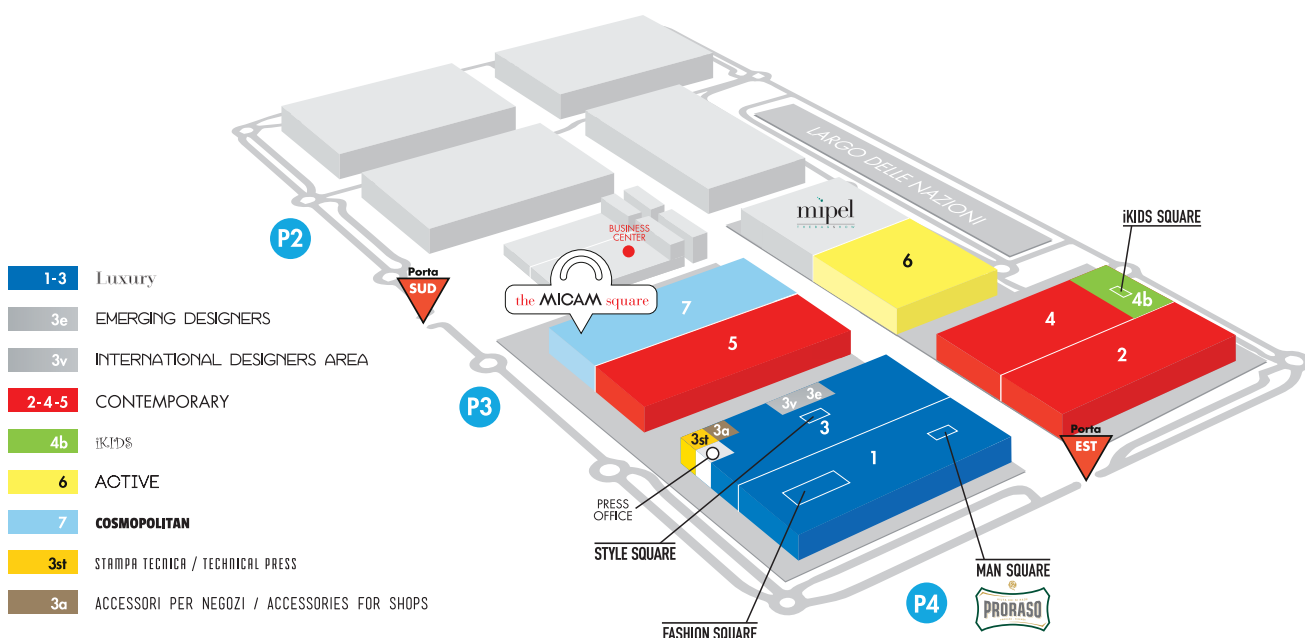 LARGO DELLE NAZIONI
mipel
iKIDS SQUARE
BUSINESS
CENTER
P2
Porta
SUD
the MICAM square
6
4b
4
7
5
2
1-3 Luxury
3e EMERGING DESIGNERS
3v INTERNATIONAL DESIGNERS AREA
2-4-5 CONTEMPORARY
4b iKIDS
6 ACTIVE
7 COSMOPOLITAN
3st STAMPA TECNICA / TECHNICAL PRESS
3a ACCESSORI PER NEGOZI / ACCESSORIES FOR SHOPS
P3
3e
3v
3
3a
3st
1
Porta
EST
PRESS
OFFICE
STYLE SQUARE
MAN SQUARE
PRORASO
P4
FASHION SQUARE